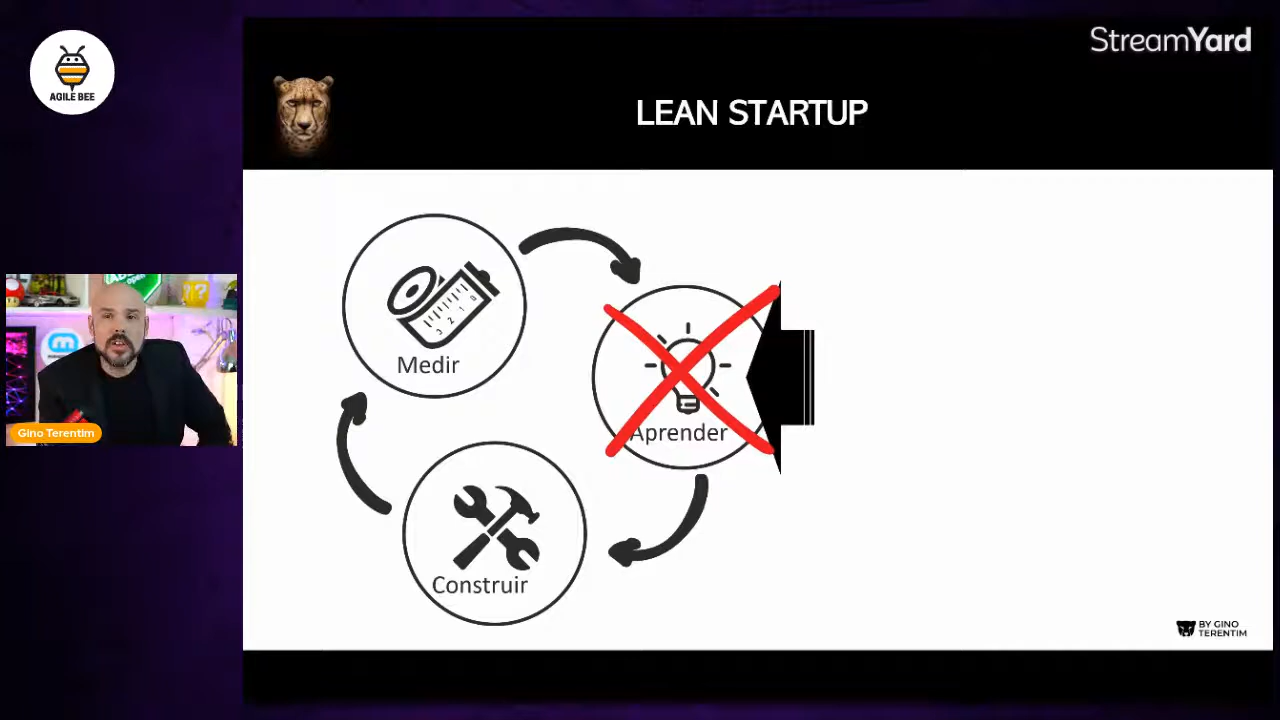 StreamYard
AGILE BEE
LEAN STARTUP
Medir
Aprender
Construir
Gino Terentim
BY GINO
TERENTIM